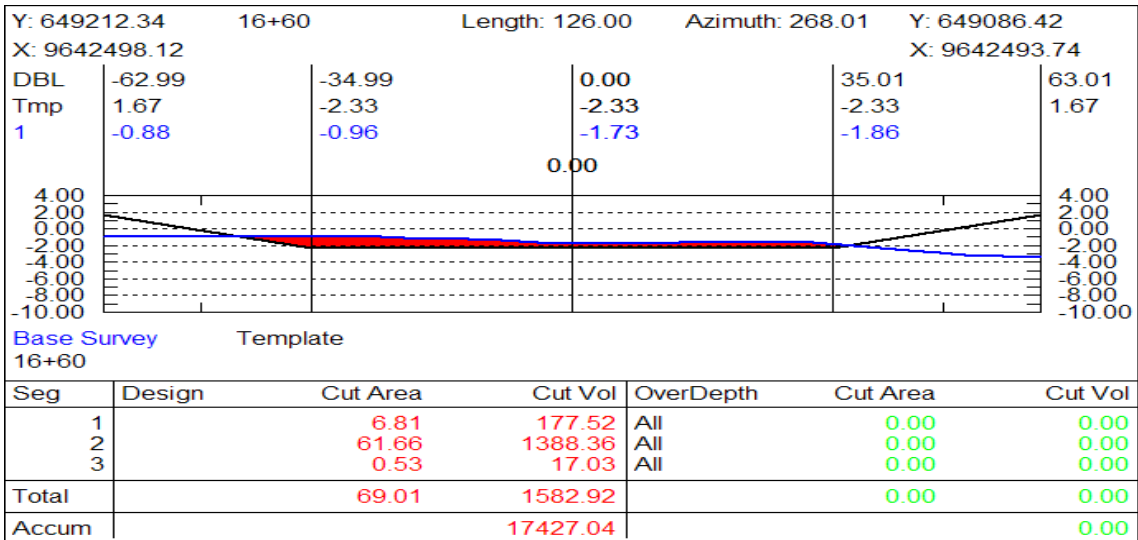 Y: 649212.34 16+60 Length: 126.00 Azimuth: 268.01 Y: 649086.42
X: 9642498.12 X: 9642493.74
DBL -62.99 -34.99 0.00 35.01 63.01
Tmp 1.67 -2.33 -2.33 -2.33 1.67
1 -0.88 -0.96 -1.73 -1.86
0.00
4.00 4.00
2.00 2.00
0.00 0.00
-2.00 -2.00
-4.00 -4.00
-6.00 -6.00
-8.00 -8.00
-10.00 -10.00
Base Survey Template
16+60
Seg Design Cut Area Cut Vol OverDepth Cut Area Cut Vol
1 6.81 177.52 All 0.00 0.00
2 61.66 1388.36 All 0.00 0.00
3 0.53 17.03 All 0.00 0.00
Total 69.01 1582.92 0.00 0.00
Accum 17427.04 0.00